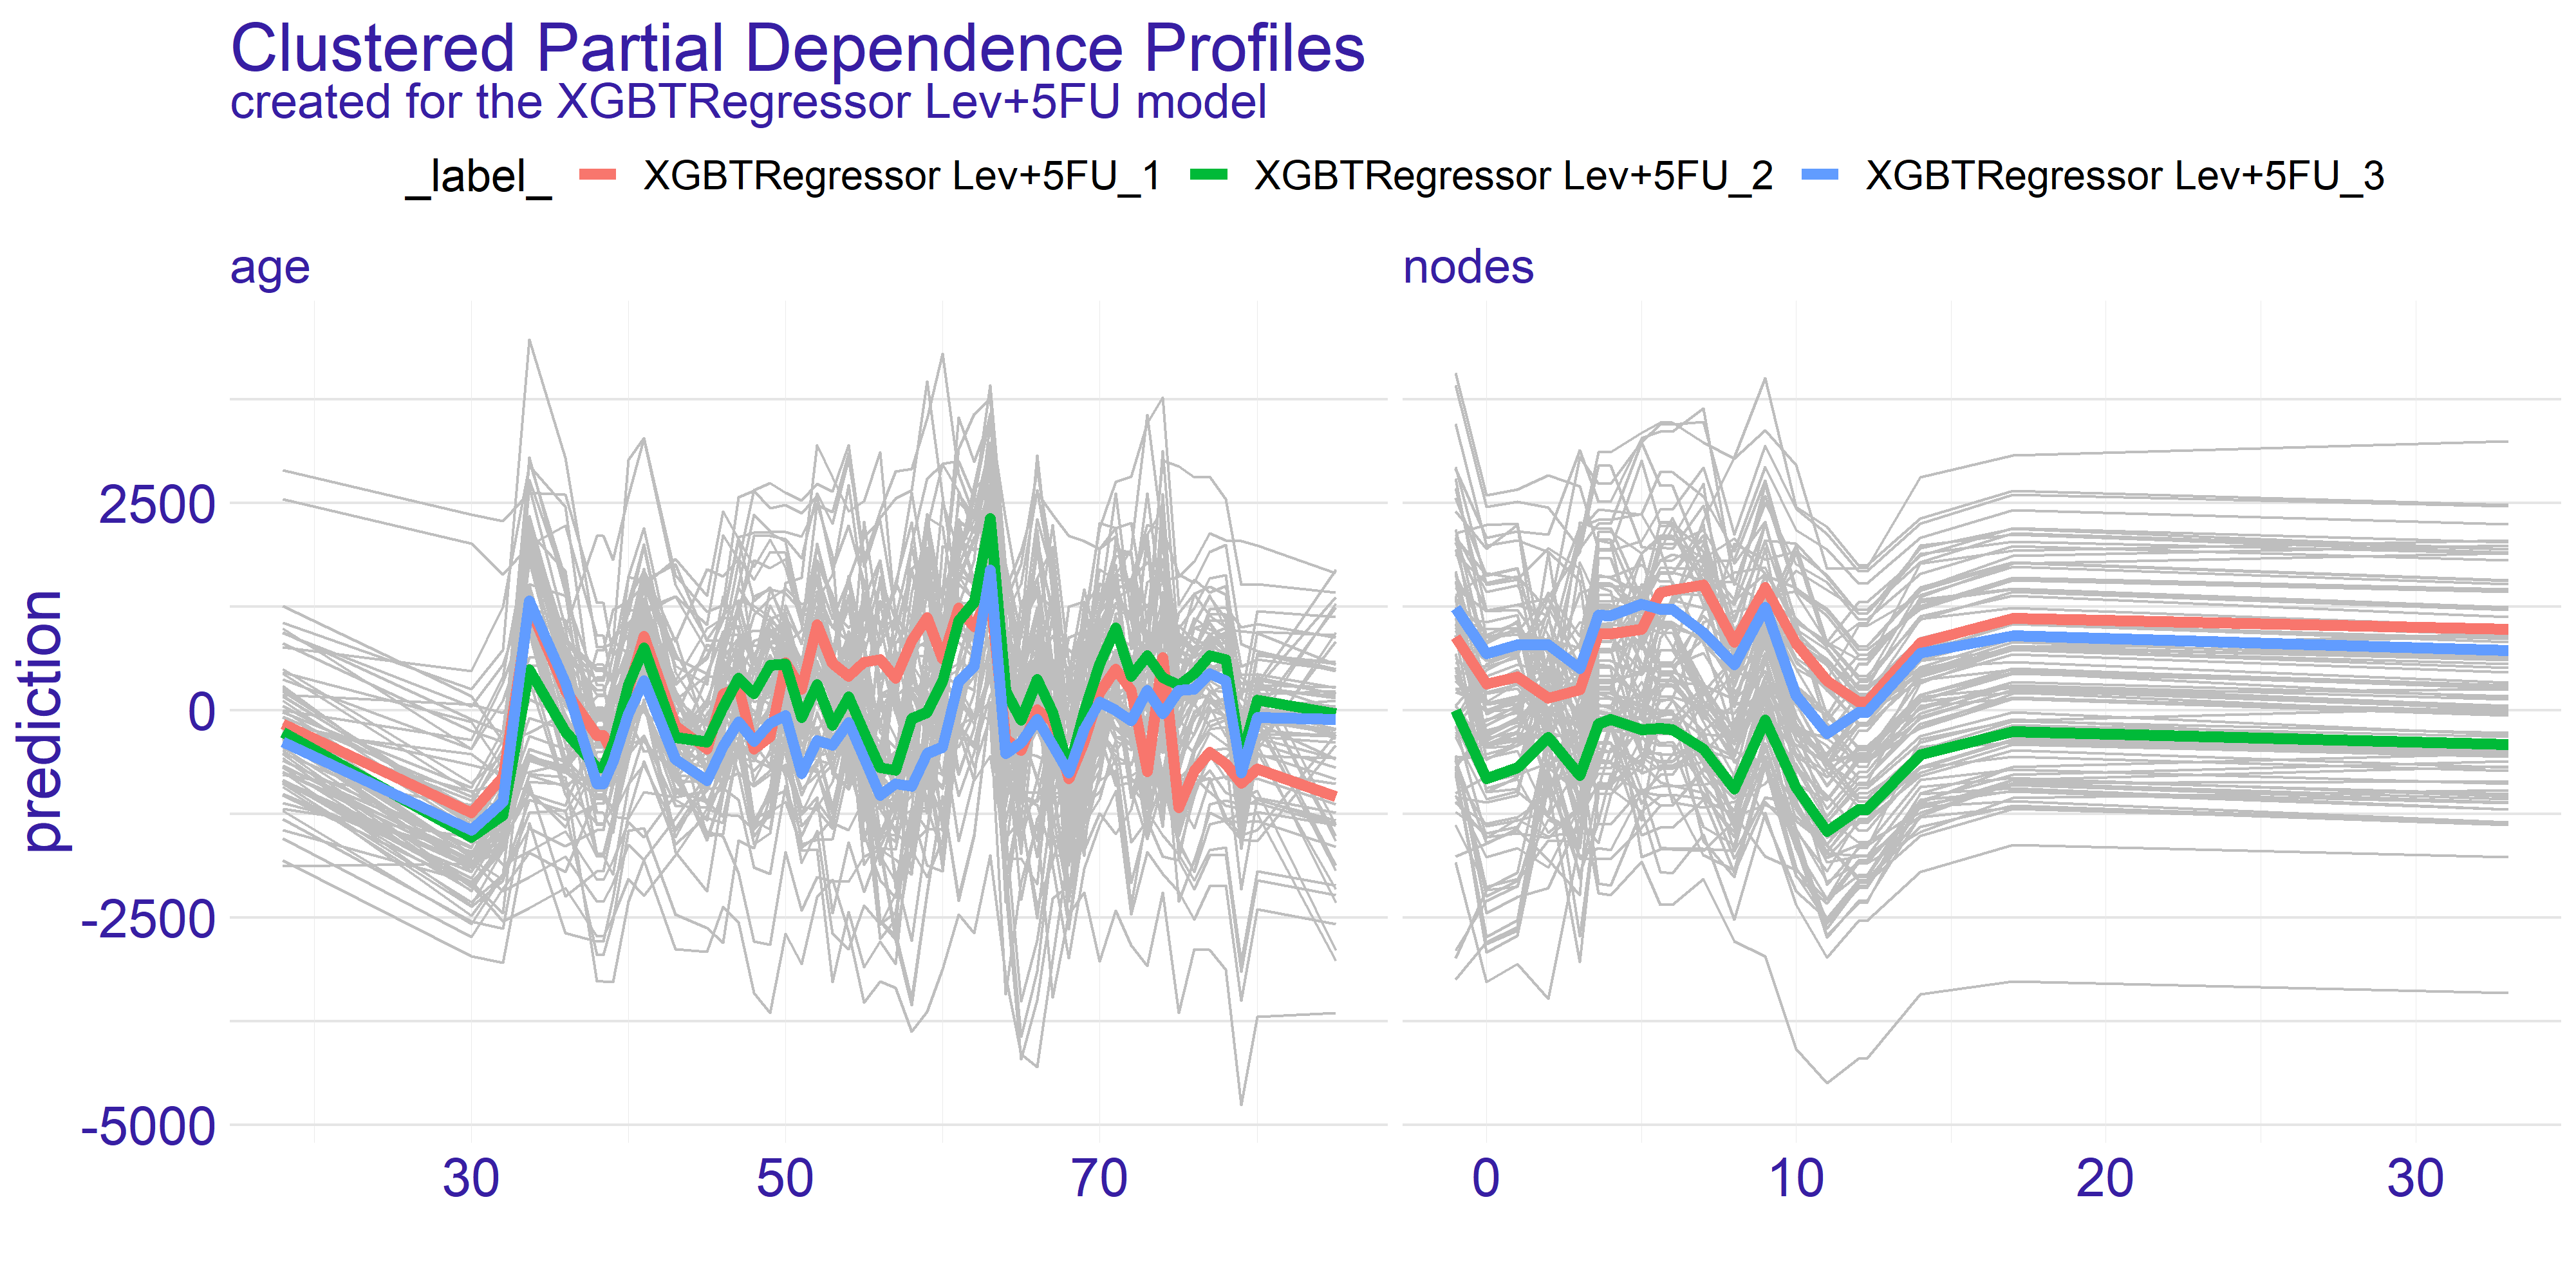 Clustered Partial Dependence Profiles
created for the XGBTRegressor Lev+5FU model
_label_ XGBTRegressor Lev+5FU_1 XGBTRegressor Lev+5FU_2 XGBTRegressor Lev+5FU_3
age nodes
prediction
2500
0
-2500
-5000
30 50 70 0 10 20 30